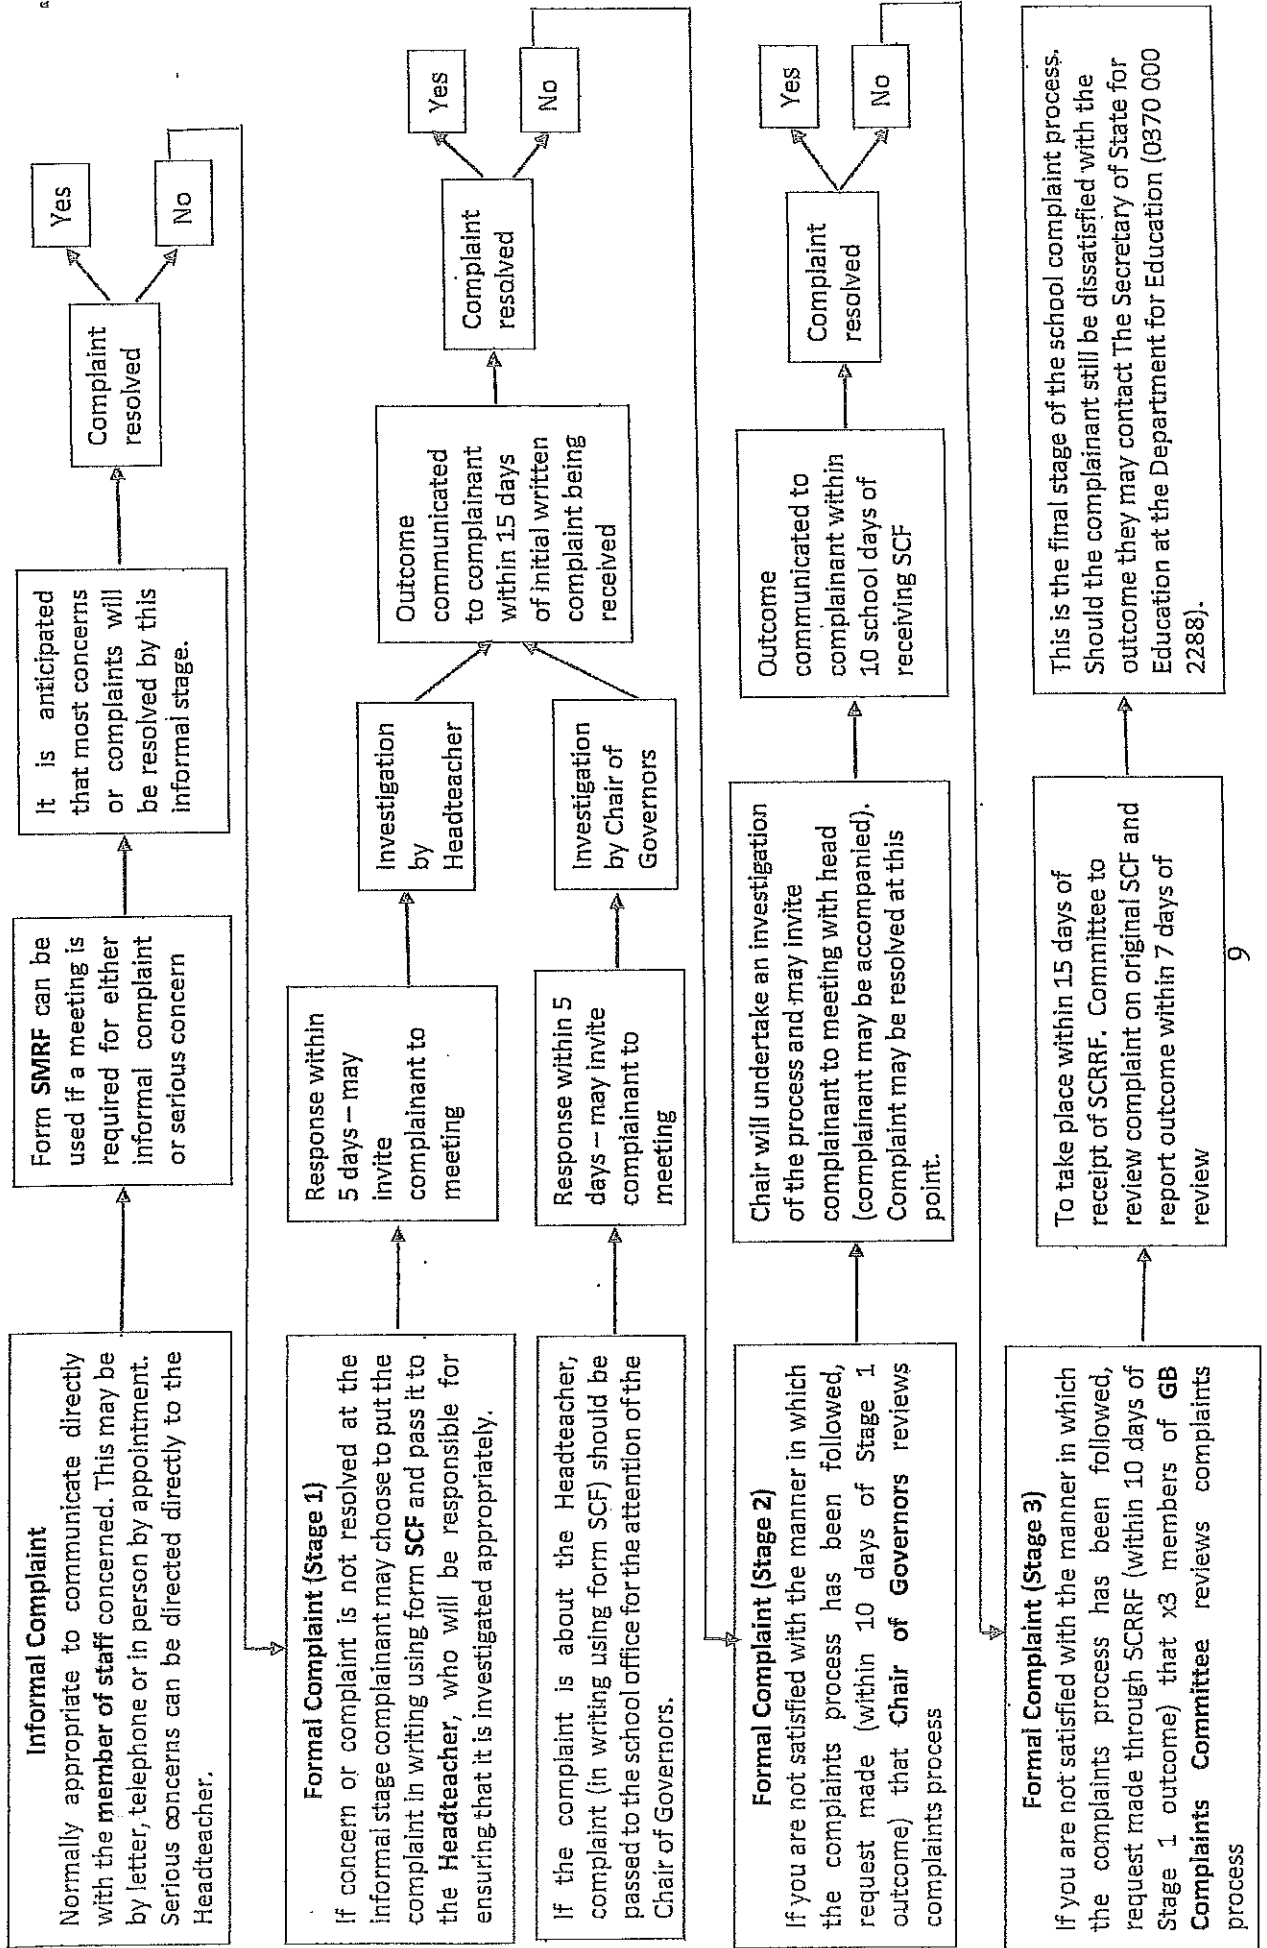 Informal Complaint
Normally appropriate to communicate directly
with the member of staff concerned. This may be
by letter, telephone or in person by appointment.
Serious concerns can be directed directly to the
Headteacher.
Form SMRF can be
used if a meeting is
required for either
informal complaint
or serious concern
It is anticipated
that most concerns
or complaints will
be resolved by this
informal stage.
Complaint
resolved
Yes
No
Formal Complaint (Stage 1)
If concern or complaint is not resolved at the
informal stage complainant may choose to put the
complaint in writing using form SCF and pass it to
the Headteacher, who will be responsible for
ensuring that it is investigated appropriately.
Response within
5 days – may
invite
complainant to
meeting
Investigation
by
Headteacher
If the complaint is about the Headteacher,
complaint (in writing using form SCF) should be
passed to the school office for the attention of the
Chair of Governors.
Response within 5
days – may invite
complainant to
meeting
Investigation
by Chair of
Governors
Outcome
communicated
to complainant
within 15 days
of initial written
complaint being
received
Complaint
resolved
Yes
No
Formal Complaint (Stage 2)
If you are not satisfied with the manner in which
the complaints process has been followed,
request made (within 10 days of Stage 1
outcome) that Chair of Governors reviews
complaints process
Chair will undertake an investigation
of the process and may invite
complainant to meeting with head
(complainant may be accompanied).
Complaint may be resolved at this
point.
Outcome
communicated to
complainant within
10 school days of
receiving SCF
Complaint
resolved
Yes
No
Formal Complaint (Stage 3)
If you are not satisfied with the manner in which
the complaints process has been followed,
request made through SCRRF (within 10 days of
Stage 1 outcome) that x3 members of GB
Complaints Committee reviews complaints
process
To take place within 15 days of
receipt of SCRRF. Committee to
review complaint on original SCF and
report outcome within 7 days of
review
This is the final stage of the school complaint process.
Should the complainant still be dissatisfied with the
outcome they may contact The Secretary of State for
Education at the Department for Education (0370 000
2288).
9